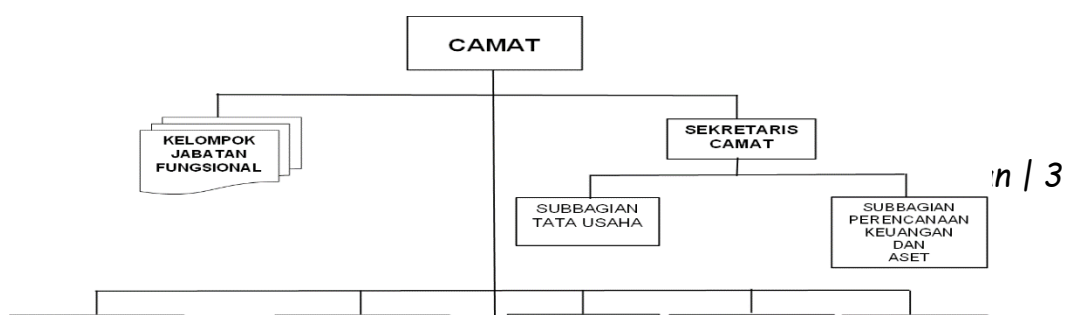 CAMAT
KELOMPOK
JABATAN
FUNGSIONAL
SEKRETARIS
CAMAT
n | 3
SUBBAGIAN
TATA USAHA
SUBBAGIAN
PERENCANAAN
KEUANGAN
DAN
ASET